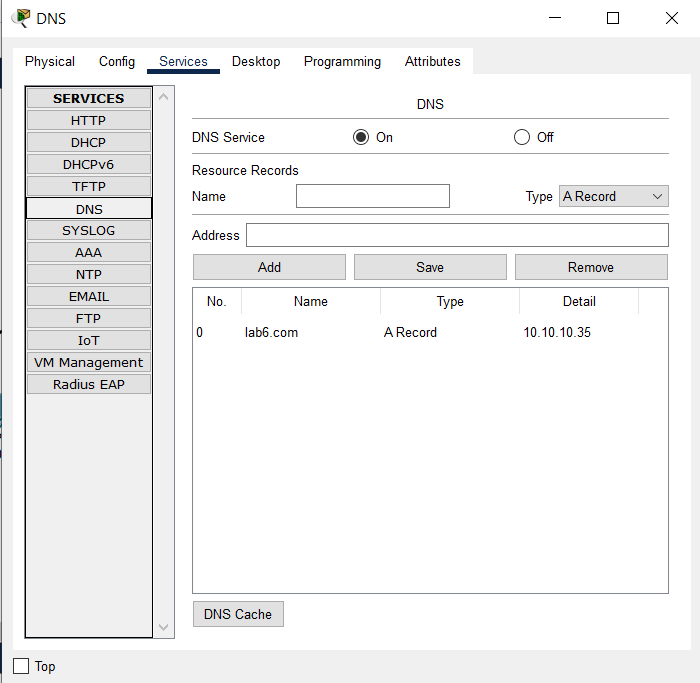 DNS
Physical Config Services Desktop Programming Attributes
SERVICES
HTTP
DHCP
DHCPv6
TFTP
DNS
SYSLOG
AAA
NTP
EMAIL
FTP
IoT
VM Management
Radius EAP
DNS
DNS Service On Off
Resource Records
Name Type A Record
Address
Add Save Remove
No. Name Type Detail
0 lab6.com A Record 10.10.10.35
DNS Cache
Top